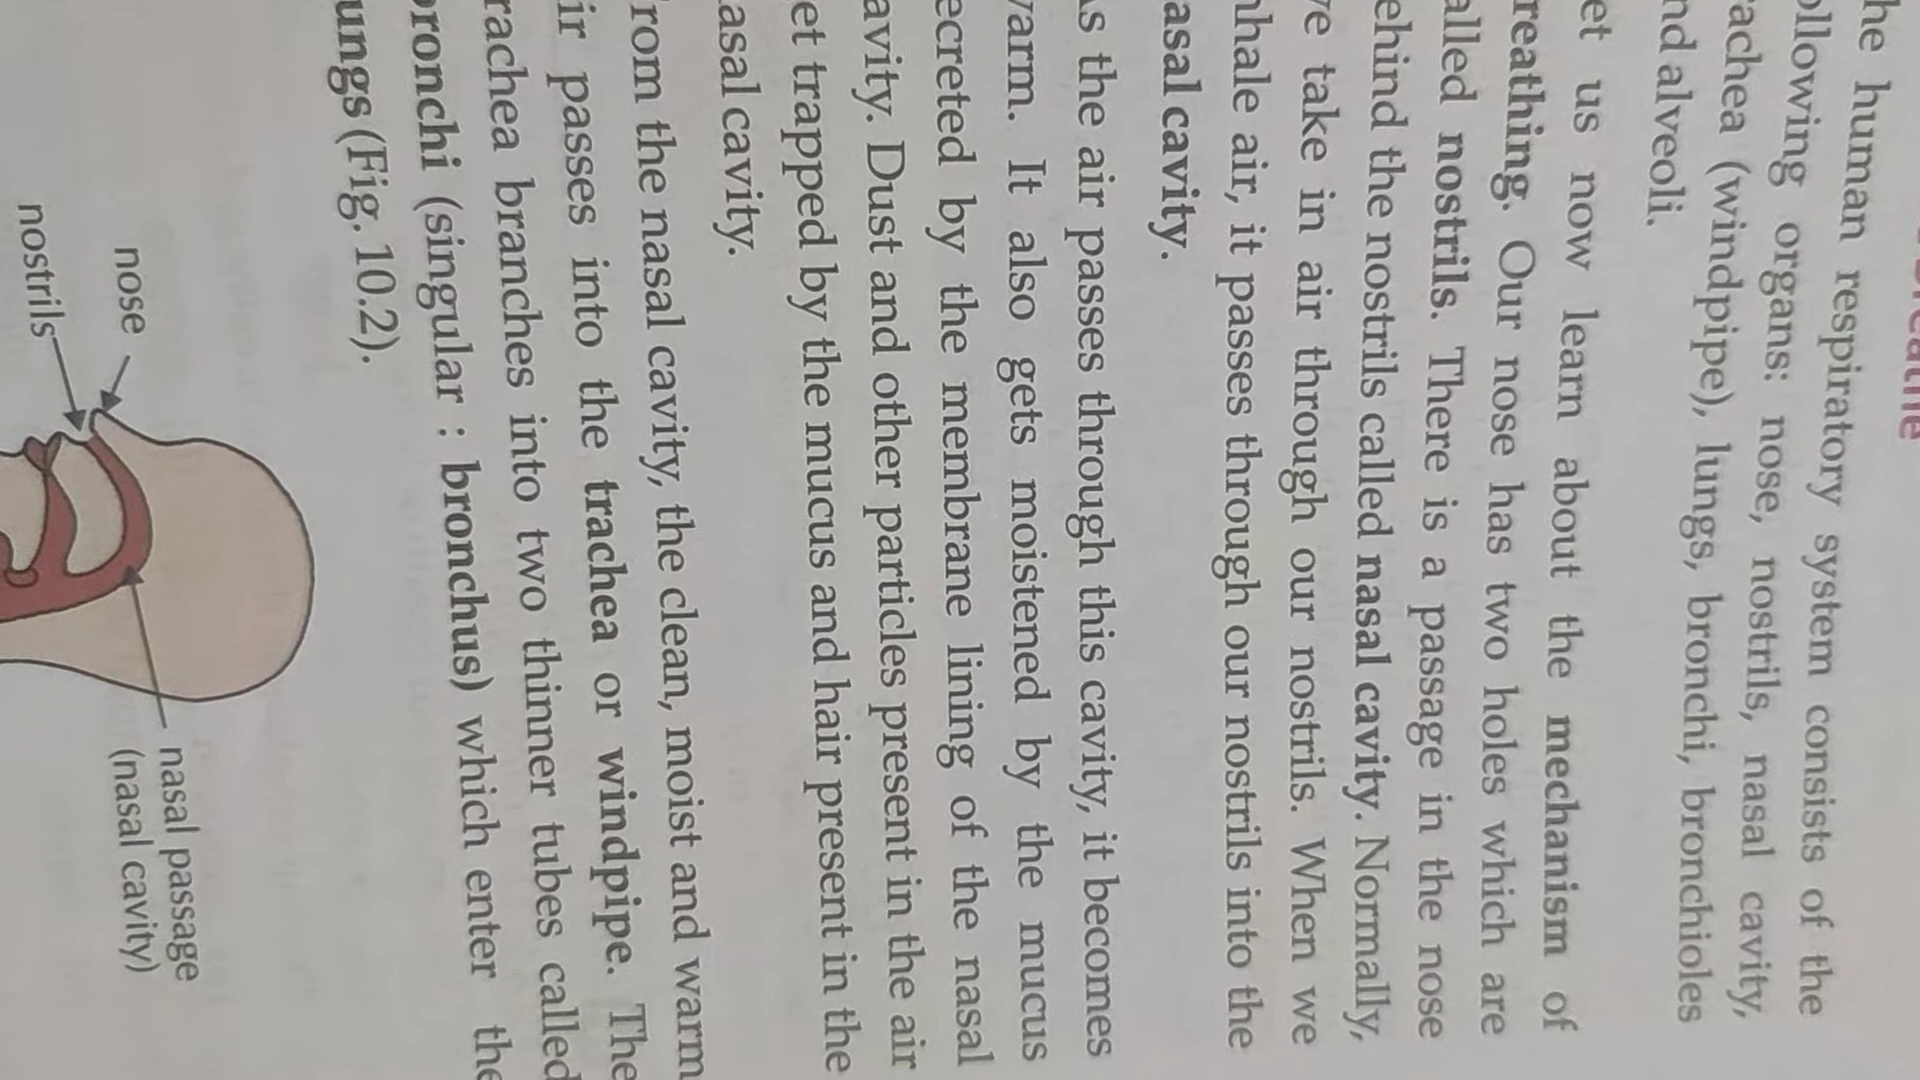 he human respiratory system consists of the
ollowing organs: nose, nostrils, nasal cavity,
rachea (windpipe), lungs, bronchi, bronchioles
nd alveoli.
et us now learn about the mechanism of
reathing. Our nose has two holes which are
alled nostrils. There is a passage in the nose
ehind the nostrils called nasal cavity. Normally,
e take in air through our nostrils. When we
nhale air, it passes through our nostrils into the
asal cavity.
s the air passes through this cavity, it becomes
arm. It also gets moistened by the mucus
ecreted by the membrane lining of the nasal
avity. Dust and other particles present in the air
et trapped by the mucus and hair present in the
asal cavity.
rom the nasal cavity, the clean, moist and warm
ir passes into the trachea or windpipe. The
rachea branches into two thinner tubes called
bronchi (singular : bronchus) which enter the
ungs (Fig. 10.2).
nose
nostrils
nasal passage
(nasal cavity)